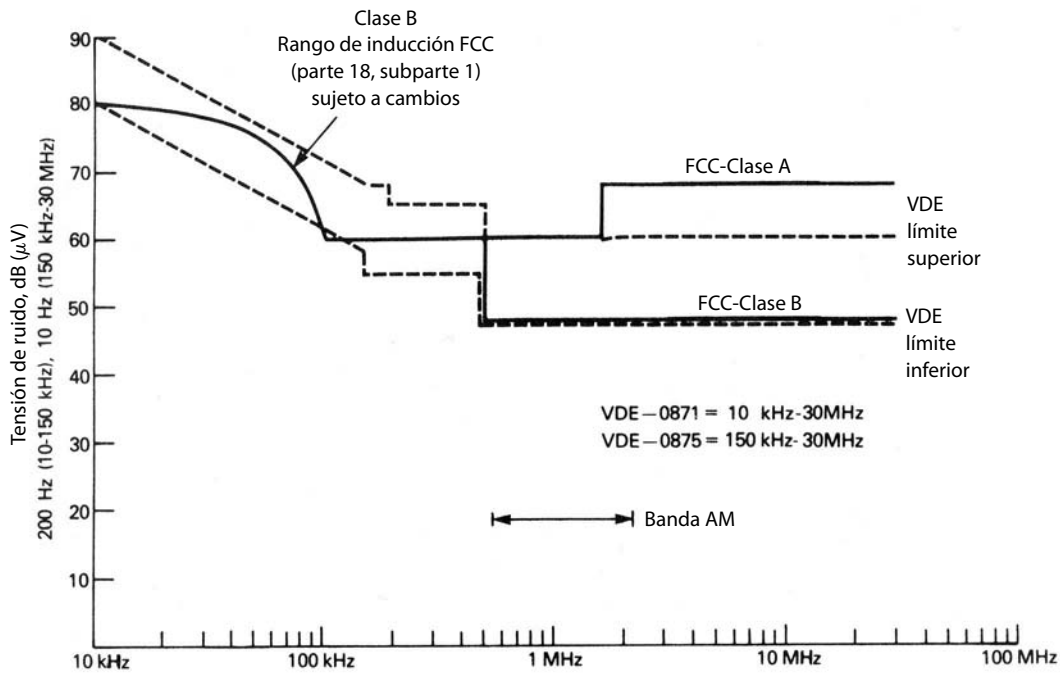 Clase B
Rango de inducción FCC
(parte 18, subparte 1)
sujeto a cambios
90
80
70
60
50
40
30
20
10
Tensión de ruido, dB (μV)
200 Hz (10-150 kHz), 10 Hz (150 kHz-30 MHz)
FCC-Clase A
VDE
límite
superior
FCC-Clase B
VDE
límite
inferior
VDE–0871 = 10 kHz-30MHz
VDE–0875 = 150 kHz-30MHz
Banda AM
10 kHz
100 kHz
1 MHz
10 MHz
100 MHz